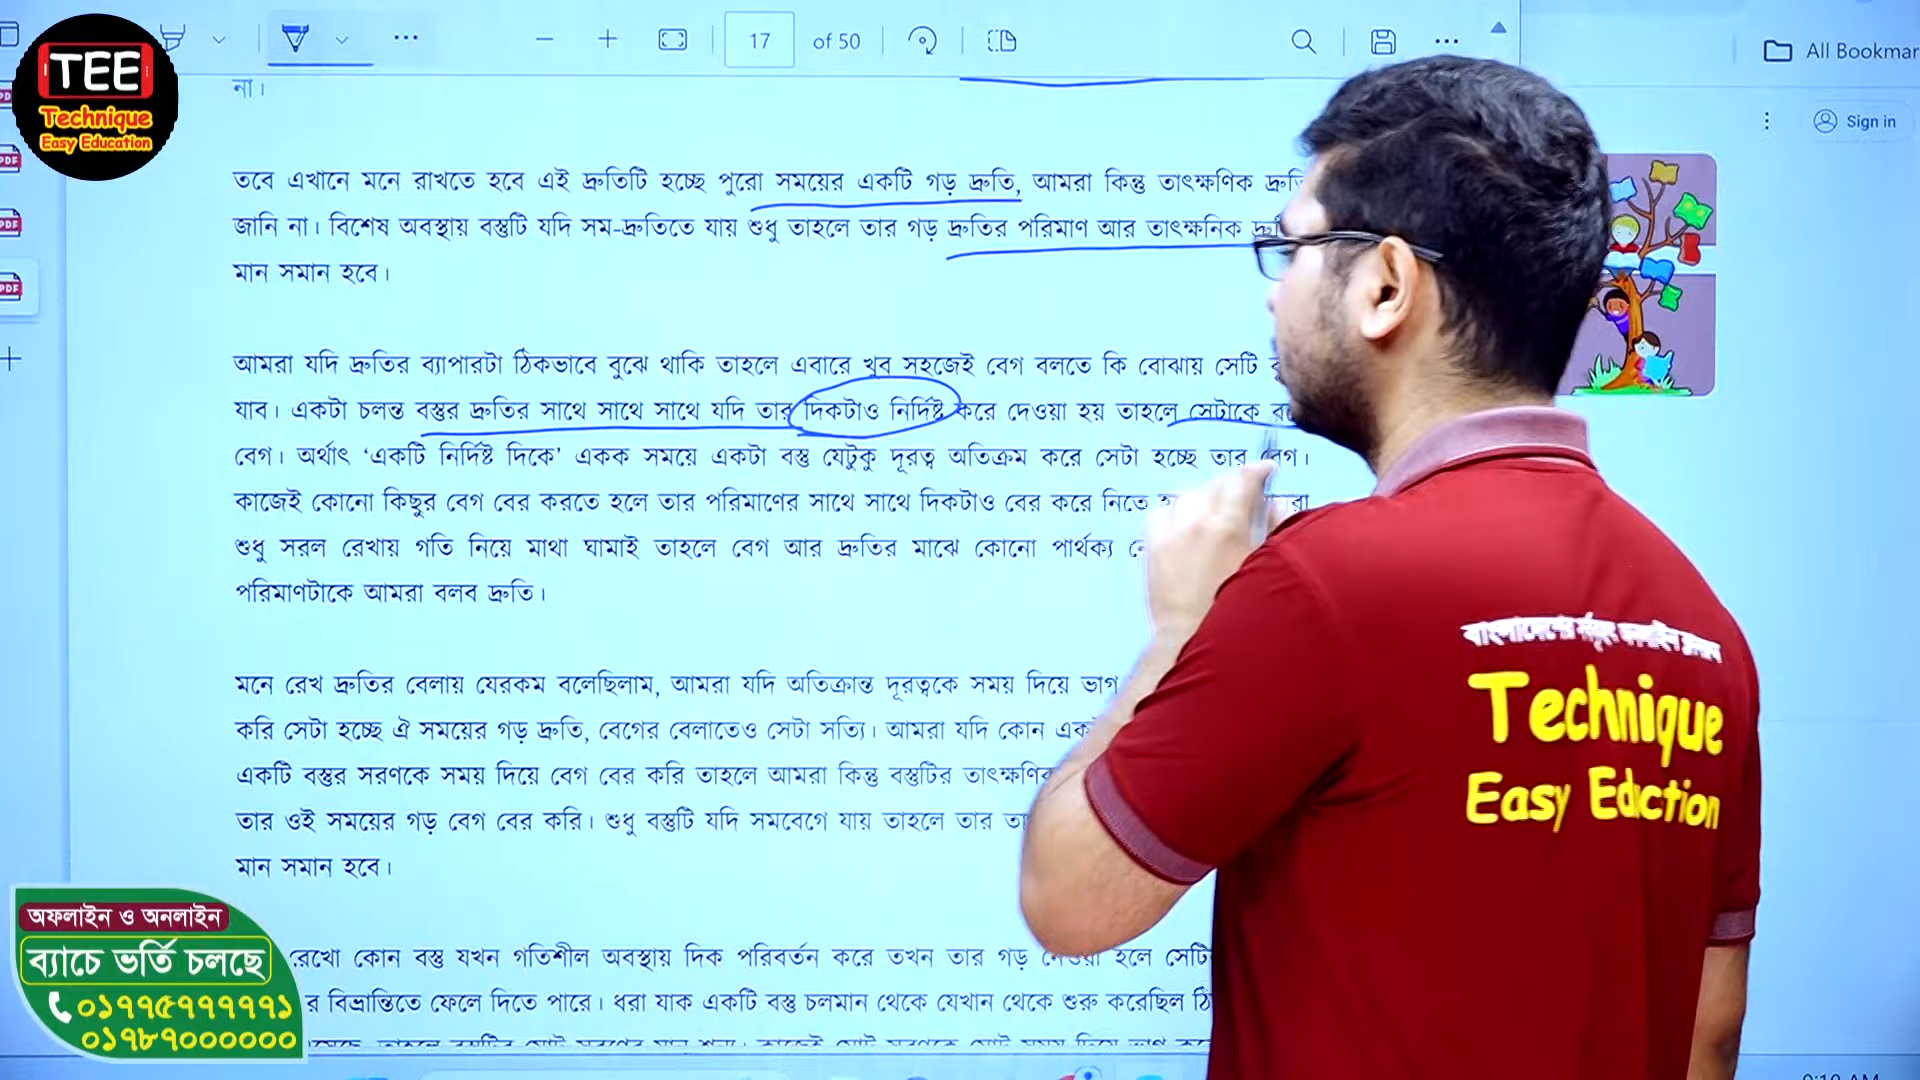 17 of 50
All Bookmar
Sign in
TEE
Technique
Easy Education
না।
তবে এখানে মনে রাখতে হবে এই দ্রুতিটি হচ্ছে পুরো সময়ের একটি গড় দ্রুতি, আমরা কিন্তু তাৎক্ষণিক দ্রুতি
জানি না। বিশেষ অবস্থায় বস্তুটি যদি সম-দ্রুতিতে যায় শুধু তাহলে তার গড় দ্রুতির পরিমাণ আর তাৎক্ষনিক
মান সমান হবে।
আমরা যদি দ্রুতির ব্যাপারটা ঠিকভাবে বুঝে থাকি তাহলে এবারে খুব সহজেই বেগ বলতে কি বোঝায় সেটি
যাব। একটা চলন্ত বস্তুর দ্রুতির সাথে সাথে সাথে যদি তার দিকটাও নির্দিষ্ট করে দেওয়া হয় তাহলে সেটাকে
বেগ। অর্থাৎ ‘একটি নির্দিষ্ট দিকে’ একক সময়ে একটা বস্তু যেটুকু দূরত্ব অতিক্রম করে সেটা হচ্ছে তার বেগ।
কাজেই কোনো কিছুর বেগ বের করতে হলে তার পরিমাণের সাথে সাথে দিকটাও বের করে নিতে
শুধু সরল রেখায় গতি নিয়ে মাথা ঘামাই তাহলে বেগ আর দ্রুতির মাঝে কোনো পার্থক্য
পরিমাণটাকে আমরা বলব দ্রুতি।
মনে রেখ দ্রুতির বেলায় যেরকম বলেছিলাম, আমরা যদি অতিক্রান্ত দূরত্বকে সময় দিয়ে ভাগ
করি সেটা হচ্ছে ঐ সময়ের গড় দ্রুতি, বেগের বেলাতেও সেটা সত্যি। আমরা যদি কোন
একটি বস্তুর সরণকে সময় দিয়ে বেগ বের করি তাহলে আমরা কিন্তু বস্তুটির
তার ওই সময়ের গড় বেগ বের করি। শুধু বস্তুটি যদি সমবেগে যায় তাহলে তার
মান সমান হবে।
রেখো কোন বস্তু যখন গতিশীল অবস্থায় দিক পরিবর্তন করে তখন তার গড় নেওয়া হলে
র বিভ্রান্তিতে ফেলে দিতে পারে। ধরা যাক একটি বস্তু চলমান থেকে যেখান থেকে শুরু করেছিল
Technique
Easy Eduction
অফলাইন ও অনলাইন
ব্যাচে ভর্তি চলছে
০১৭৭৫৭৭৭৭৭১
০১৭৮৭০০০০০০